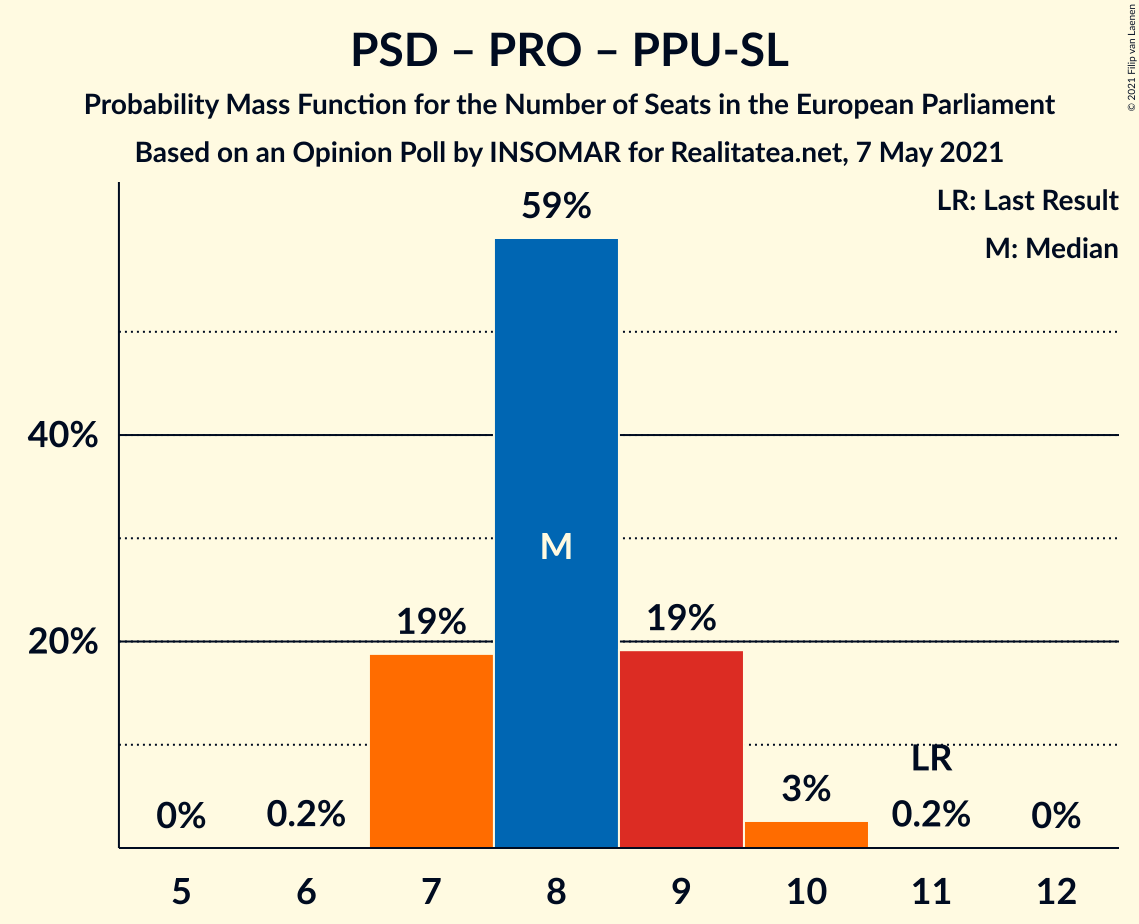 PSD – PRO – PPU-SL
Probability Mass Function for the Number of Seats in the European Parliament
Based on an Opinion Poll by INSOMAR for Realitatea.net, 7 May 2021
© 2021 Filip van Laenen
LR: Last Result
M: Median
59%
40%
M
20%
19%
19%
LR
3%
0%
0.2%
0.2%
0%
5 6 7 8 9 10 11 12